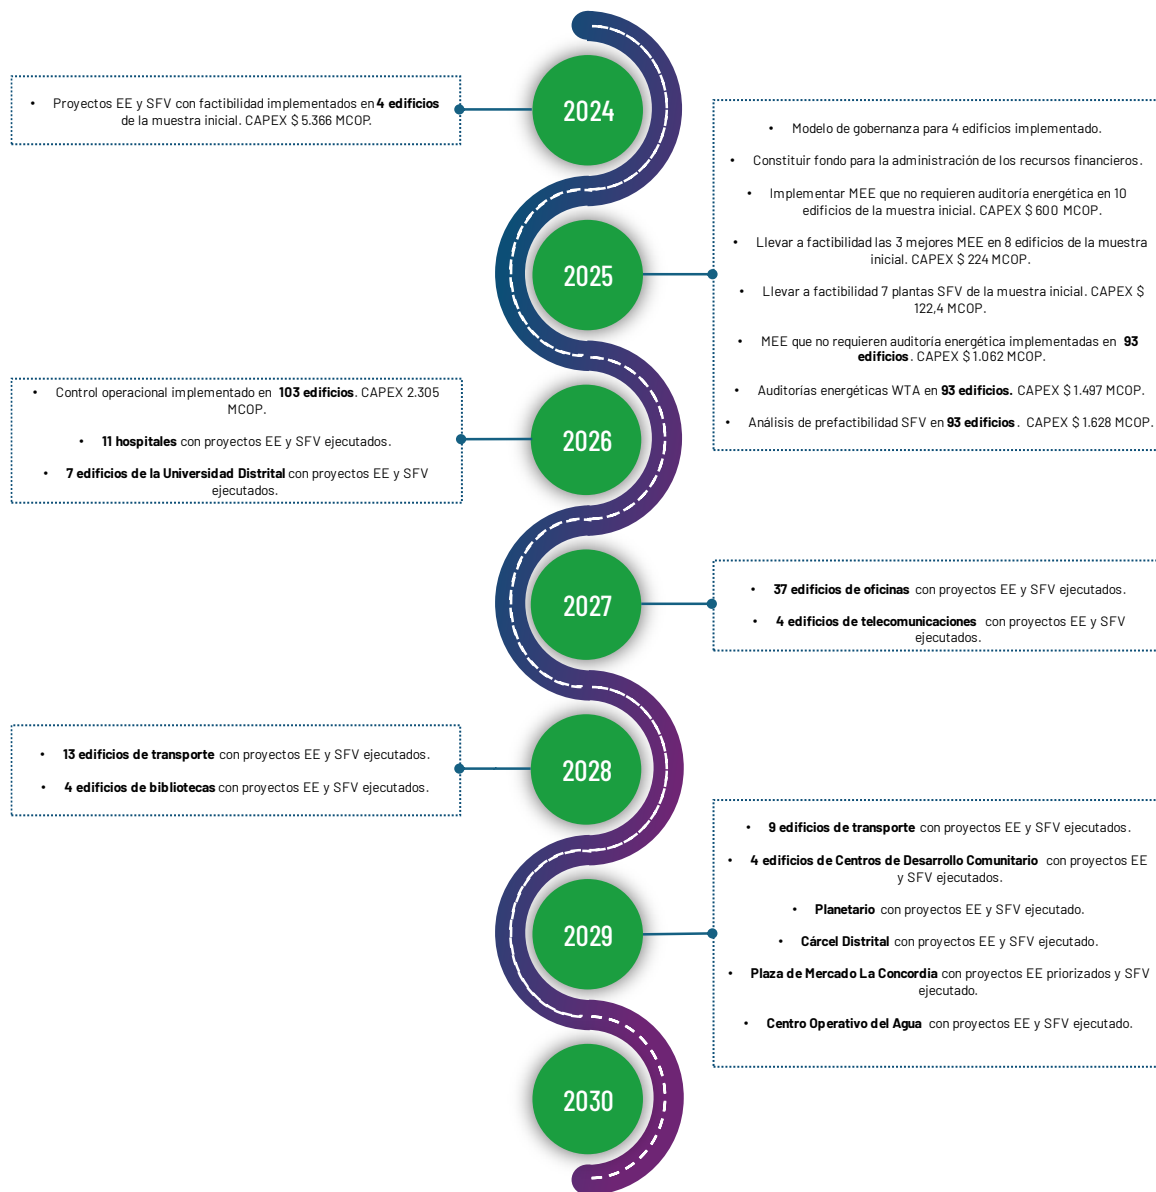 2024
• Proyectos EE y SFV con factibilidad implementados en 4 edificios
de la muestra inicial. CAPEX $ 5.366 MCOP.
2025
• Modelo de gobernanza para 4 edificios implementado.
• Constituir fondo para la administración de los recursos financieros.
• Implementar MEE que no requieren auditoría energética en 10
edificios de la muestra inicial. CAPEX $ 600 MCOP.
• Llevar a factibilidad las 3 mejores MEE en 8 edificios de la muestra
inicial. CAPEX $ 224 MCOP.
• Llevar a factibilidad 7 plantas SFV de la muestra inicial. CAPEX $
122,4 MCOP.
• MEE que no requieren auditoría energética implementadas en 93
edificios. CAPEX $ 1.062 MCOP.
• Auditorías energéticas WTA en 93 edificios. CAPEX $ 1.497 MCOP.
• Análisis de prefactibilidad SFV en 93 edificios. CAPEX $ 1.628 MCOP.
2026
• Control operacional implementado en 103 edificios. CAPEX 2.305
MCOP.
• 11 hospitales con proyectos EE y SFV ejecutados.
• 7 edificios de la Universidad Distrital con proyectos EE y SFV
ejecutados.
2027
• 37 edificios de oficinas con proyectos EE y SFV ejecutados.
• 4 edificios de telecomunicaciones con proyectos EE y SFV
ejecutados.
2028
• 13 edificios de transporte con proyectos EE y SFV ejecutados.
• 4 edificios de bibliotecas con proyectos EE y SFV ejecutados.
2029
• 9 edificios de transporte con proyectos EE y SFV ejecutados.
• 4 edificios de Centros de Desarrollo Comunitario con proyectos EE
y SFV ejecutados.
• Planetario con proyectos EE y SFV ejecutado.
• Cárcel Distrital con proyectos EE y SFV ejecutado.
• Plaza de Mercado La Concordia con proyectos EE priorizados y SFV
ejecutado.
• Centro Operativo del Agua con proyectos EE y SFV ejecutado.
2030